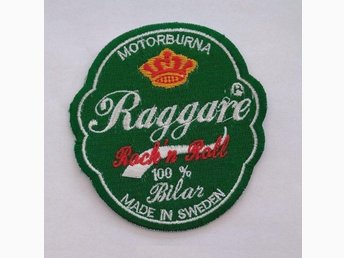 MOTORBURNA
Raggare
Rock'n Roll
100 %
Bilar
MADE IN SWEDEN